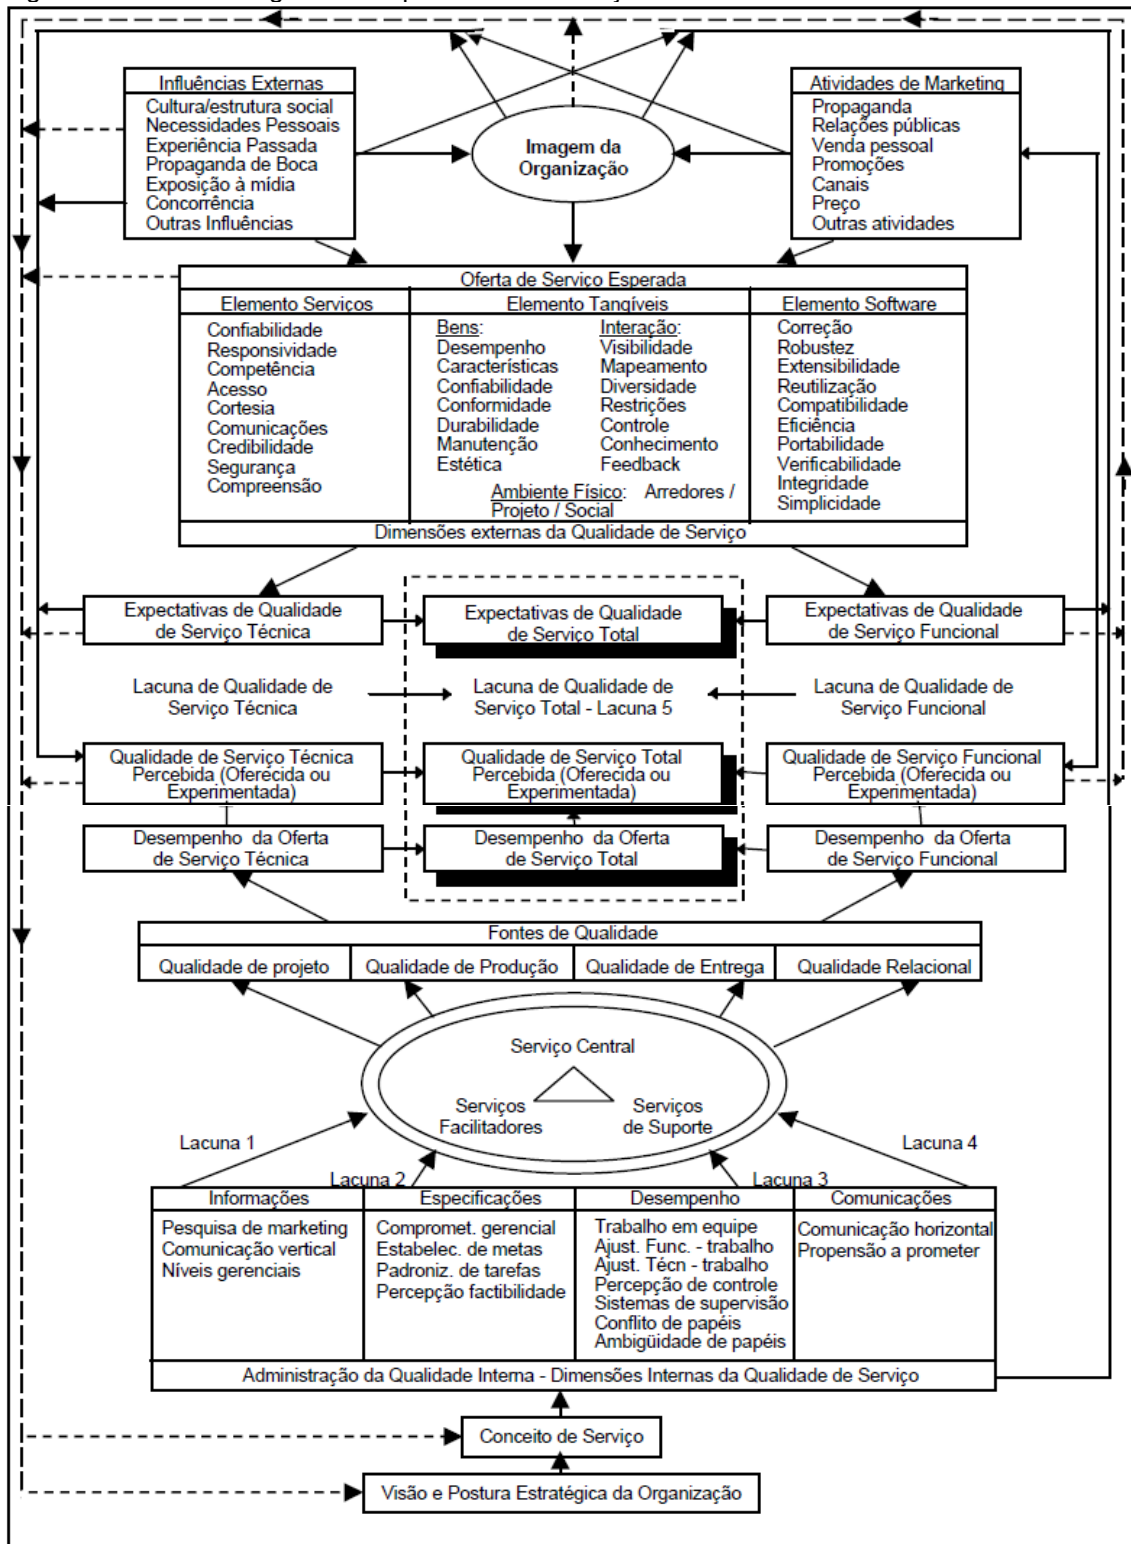 Influências Externas
Cultura/estrutura social
Necessidades Pessoais
Experiência Passada
Propaganda de Boca
Exposição à mídia
Concorrência
Outras Influências
Imagem da
Organização
Atividades de Marketing
Propaganda
Relações públicas
Venda pessoal
Promoções
Canais
Preço
Outras atividades
Oferta de Serviço Esperada
Elemento Serviços
Confiabilidade
Responsividade
Competência
Acesso
Cortesia
Comunicações
Credibilidade
Segurança
Compreensão
Elemento Tangíveis
Bens:
Desempenho
Características
Confiabilidade
Conformidade
Durabilidade
Manutenção
Estética
Interação:
Visibilidade
Mapeamento
Diversidade
Restrições
Controle
Conhecimento
Feedback
Ambiente Físico: Arredores /
Projeto / Social
Elemento Software
Correção
Robustez
Extensibilidade
Reutilização
Compatibilidade
Eficiência
Portabilidade
Verificabilidade
Integridade
Simplicidade
Dimensões externas da Qualidade de Serviço
Expectativas de Qualidade
de Serviço Técnica
Expectativas de Qualidade
de Serviço Total
Expectativas de Qualidade
de Serviço Funcional
Lacuna de Qualidade de
Serviço Técnica
Lacuna de Qualidade de
Serviço Total - Lacuna 5
Lacuna de Qualidade de
Serviço Funcional
Qualidade de Serviço Técnica
Percebida (Oferecida ou
Experimentada)
Qualidade de Serviço Total
Percebida (Oferecida ou
Experimentada)
Qualidade de Serviço Funcional
Percebida (Oferecida ou
Experimentada)
Desempenho da Oferta
de Serviço Técnica
Desempenho da Oferta
de Serviço Total
Desempenho da Oferta
de Serviço Funcional
Fontes de Qualidade
Qualidade de projeto
Qualidade de Produção
Qualidade de Entrega
Qualidade Relacional
Serviço Central
Serviços
Facilitadores
Serviços
de Suporte
Lacuna 1
Lacuna 2
Lacuna 3
Lacuna 4
Informações
Pesquisa de marketing
Comunicação vertical
Níveis gerenciais
Especificações
Compromet. gerencial
Estabelec. de metas
Padroniz. de tarefas
Percepção factibilidade
Desempenho
Trabalho em equipe
Ajust. Func. - trabalho
Ajust. Técn - trabalho
Percepção de controle
Sistemas de supervisão
Conflito de papéis
Ambigüidade de papéis
Comunicações
Comunicação horizontal
Propensão a prometer
Administração da Qualidade Interna - Dimensões Internas da Qualidade de Serviço
Conceito de Serviço
Visão e Postura Estratégica da Organização